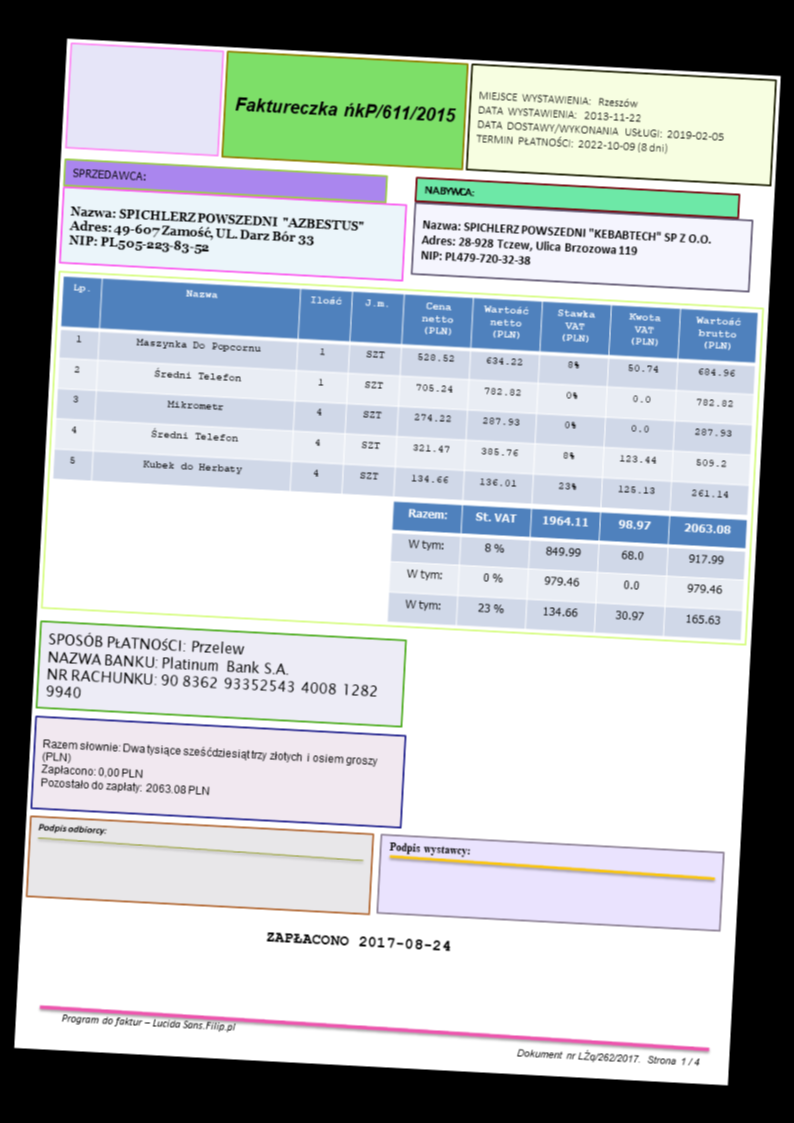 Faktureczka ńkP/611/2015
MIEJSCE WYSTAWIENIA: Rzeszów
DATA WYSTAWIENIA: 2013-11-22
DATA DOSTAWY/WYKONANIA USŁUGI: 2019-02-05
TERMIN PŁATNOŚCI: 2022-10-09 (8 dni)
SPRZEDAWCA:
Nazwa: SPICHLERZ POWSZEDNI "AZBESTUS"
Adres: 49-607 Zamość, UL. Darz Bór 33
NIP: PL505-223-83-52
NABYWCA:
Nazwa: SPICHLERZ POWSZEDNI "KEBABTECH" SP Z O.O.
Adres: 28-928 Tczew, Ulica Brzozowa 119
NIP: PL479-720-32-38
Lp. Nazwa Ilość J.m. Cena netto (PLN) Wartość netto (PLN) Stawka VAT (PLN) Kwota VAT (PLN) Wartość brutto (PLN)
1 Maszynka Do Popcornu 1 SZT 528.52 634.22 8% 50.74 684.96
2 Średni Telefon 1 SZT 705.24 782.82 0% 0.0 782.82
3 Mikrometr 4 SZT 274.22 287.93 0% 0.0 287.93
4 Średni Telefon 4 SZT 321.47 385.76 8% 123.44 509.2
5 Kubek do Herbaty 4 SZT 134.66 136.01 23% 125.13 261.14
Razem: St. VAT 1964.11 98.97 2063.08
W tym: 8 % 849.99 68.0 917.99
W tym: 0 % 979.46 0.0 979.46
W tym: 23 % 134.66 30.97 165.63
SPOSÓB PŁATNOŚCI: Przelew
NAZWA BANKU: Platinum Bank S.A.
NR RACHUNKU: 90 8362 93352543 4008 1282
9940
Razem słownie: Dwa tysiące sześćdziesiąt trzy złotych i osiem groszy
(PLN)
Zapłacono: 0,00 PLN
Pozostało do zapłaty: 2063.08 PLN
Podpis odbiorcy:
Podpis wystawcy:
ZAPŁACONO 2017-08-24
Program do faktur – Lucida Sans.Filip.pl
Dokument nr LŻq/262/2017. Strona 1 / 4